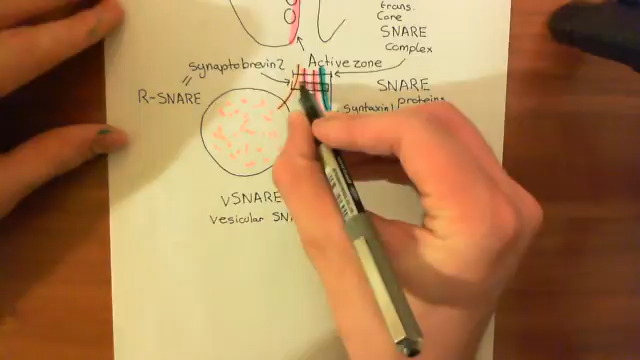 trans.
Core
SNARE
Complex
synaptobrevin2
Active zone
R-SNARE
SNARE
proteins
syntaxin1
vSNARE
vesicular